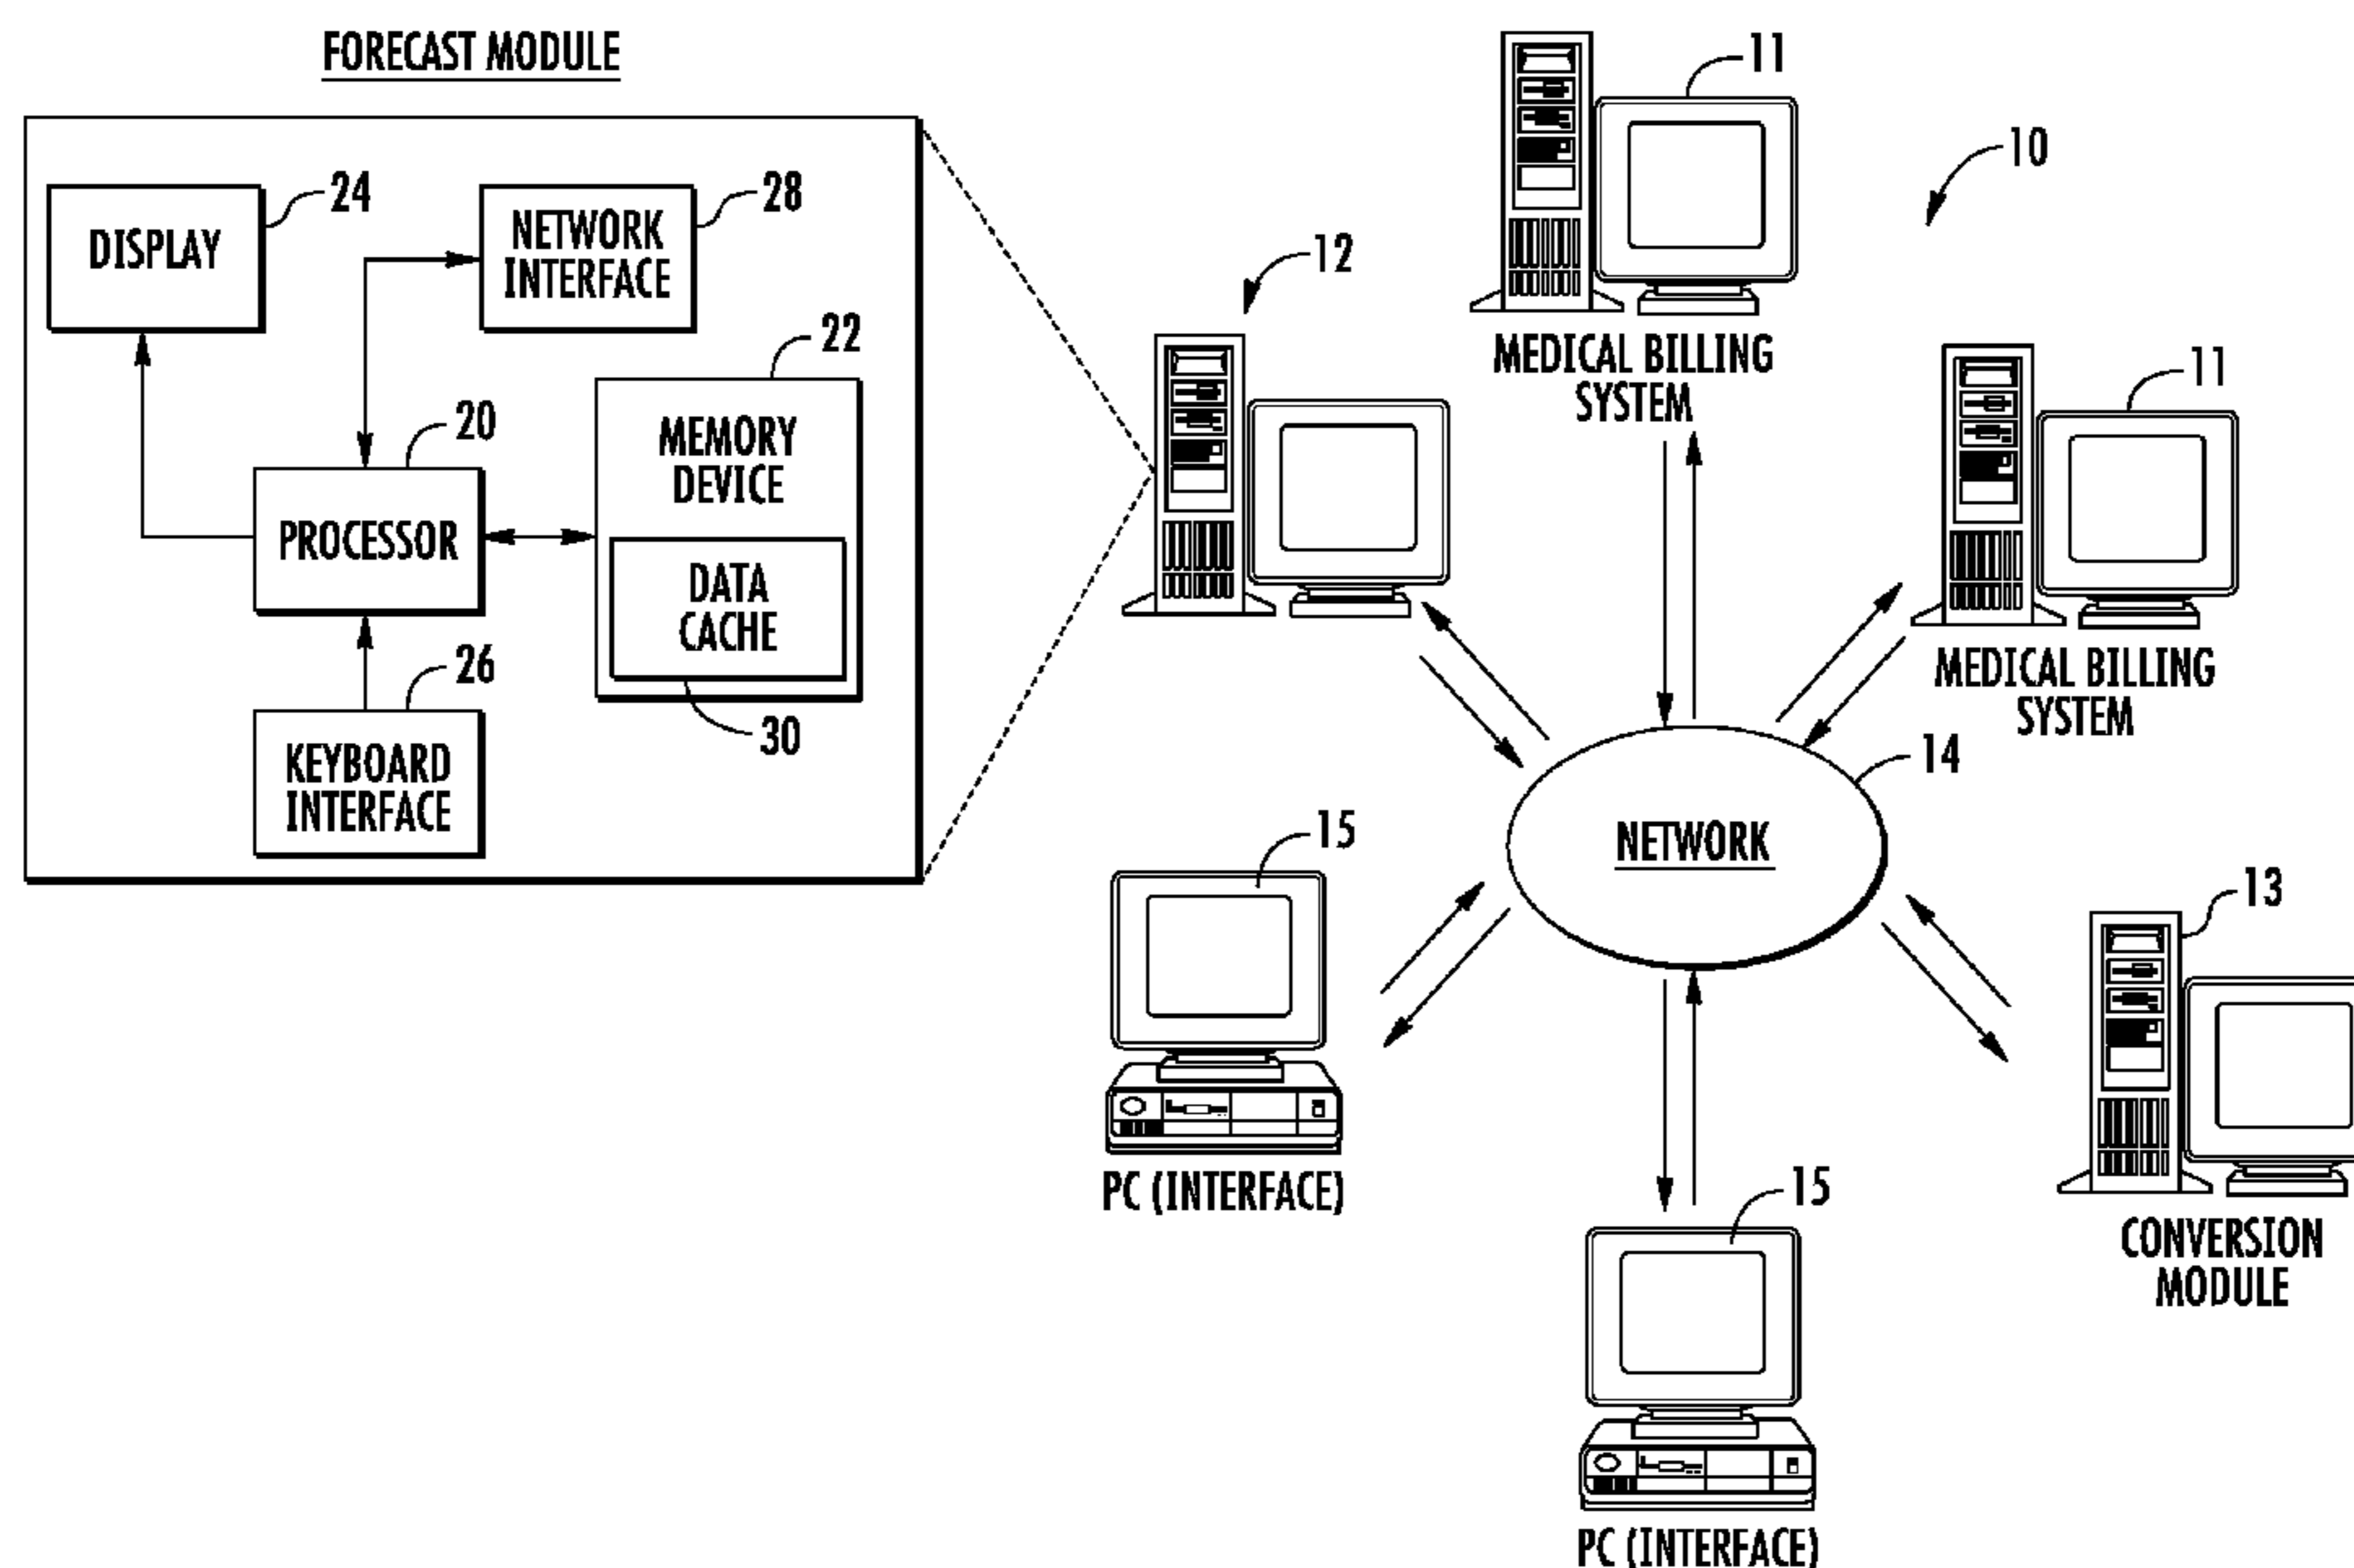 FORECAST MODULE
24
DISPLAY
28
NETWORK
INTERFACE
22
MEMORY
DEVICE
20
PROCESSOR
DATA
CACHE
30
26
KEYBOARD
INTERFACE
11
MEDICAL BILLING
SYSTEM
10
12
11
MEDICAL BILLING
SYSTEM
14
NETWORK
15
PC (INTERFACE)
13
CONVERSION
MODULE
15
PC (INTERFACE)